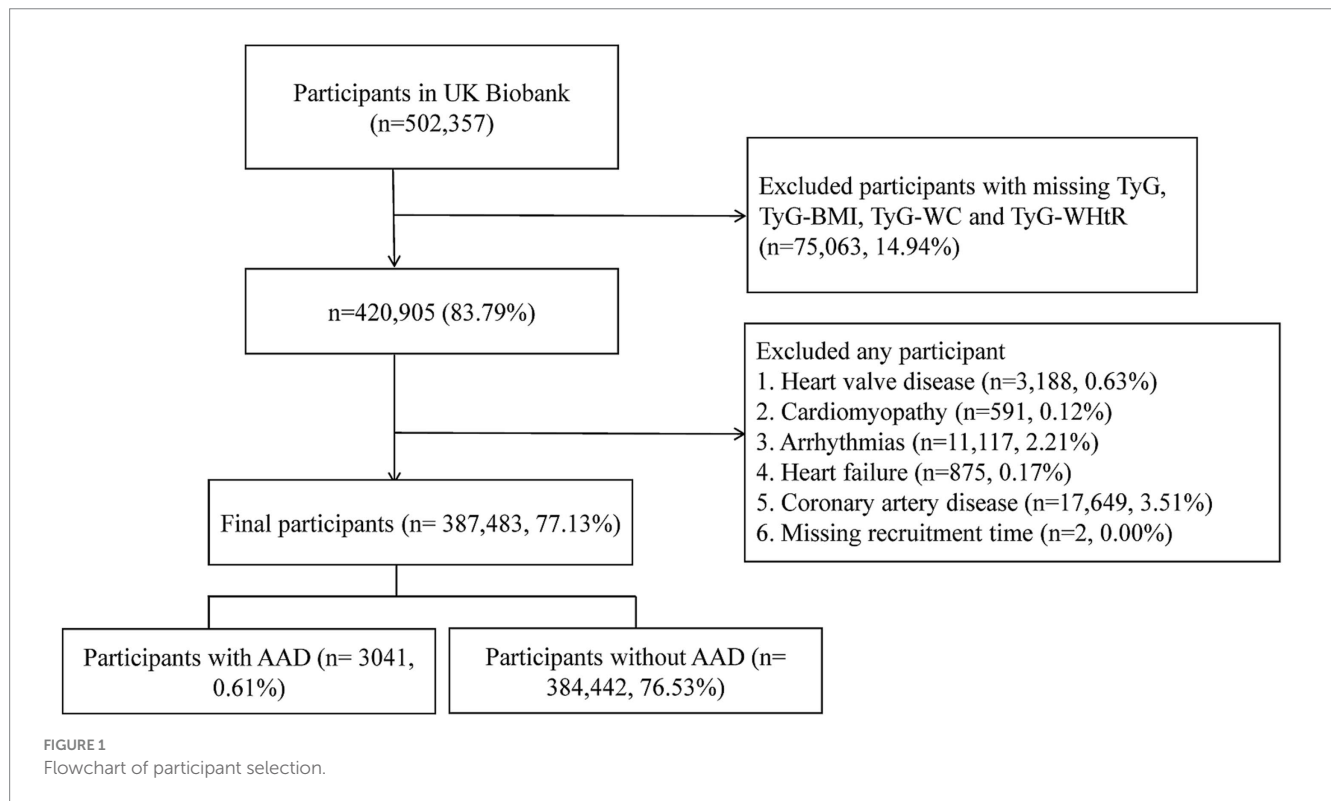 Participants in UK Biobank
(n=502,357)
Excluded participants with missing TyG,
TyG-BMI, TyG-WC and TyG-WHtR
(n=75,063, 14.94%)
n=420,905 (83.79%)
Excluded any participant
1. Heart valve disease (n=3,188, 0.63%)
2. Cardiomyopathy (n=591, 0.12%)
3. Arrhythmias (n=11,117, 2.21%)
4. Heart failure (n=875, 0.17%)
5. Coronary artery disease (n=17,649, 3.51%)
6. Missing recruitment time (n=2, 0.00%)
Final participants (n= 387,483, 77.13%)
Participants with AAD (n= 3041,
0.61%)
Participants without AAD (n=
384,442, 76.53%)
FIGURE 1
Flowchart of participant selection.